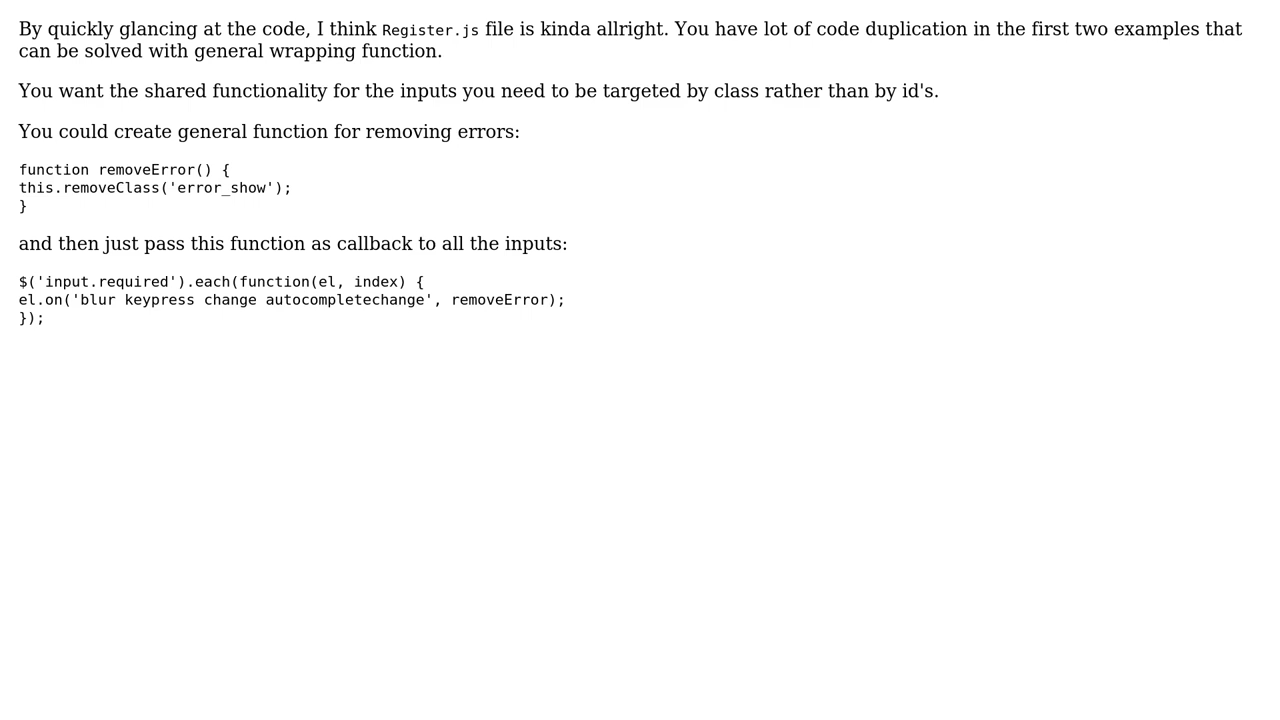 By quickly glancing at the code, I think Register.js file is kinda allright. You have lot of code duplication in the first two examples that
can be solved with general wrapping function.
You want the shared functionality for the inputs you need to be targeted by class rather than by id's.
You could create general function for removing errors:
function removeError() {
this.removeClass('error_show');
}
and then just pass this function as callback to all the inputs:
$('input.required').each(function(el, index) {
el.on('blur keypress change autocompletechange', removeError);
});